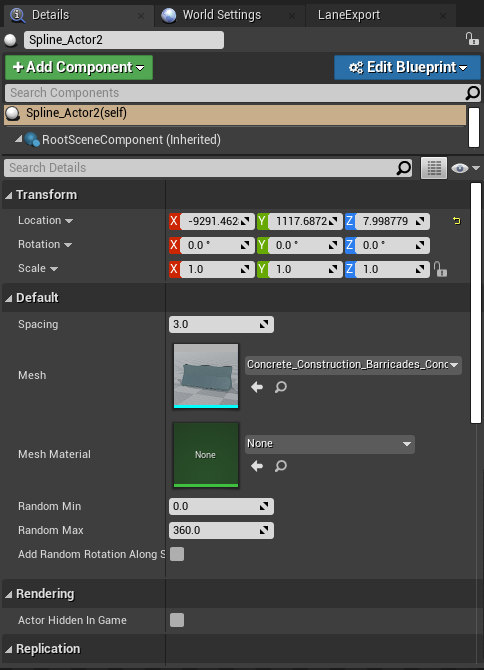 Details World Settings LaneExport
Spline_Actor2
+ Add Component Edit Blueprint
Search Components
Spline_Actor2(self)
RootSceneComponent (Inherited)
Search Details
Transform
Location X -9291.462 Y 1117.6872 Z 7.998779
Rotation X 0.0 ° Y 0.0 ° Z 0.0 °
Scale X 1.0 Y 1.0 Z 1.0
Default
Spacing 3.0
Mesh Concrete_Construction_Barricades_Conc
Mesh Material None None
Random Min 0.0
Random Max 360.0
Add Random Rotation Along S
Rendering
Actor Hidden In Game
Replication